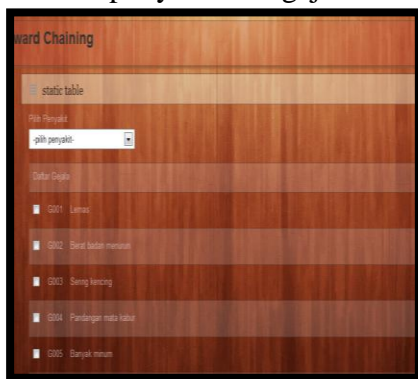 ward Chaining
static table
Pilih Penyakit
-pilih penyakit-
Daftar Gejala
G001 Lemas
G002 Berat badan menurun
G003 Sering kencing
G004 Pandangan mata kabur
G005 Banyak minum